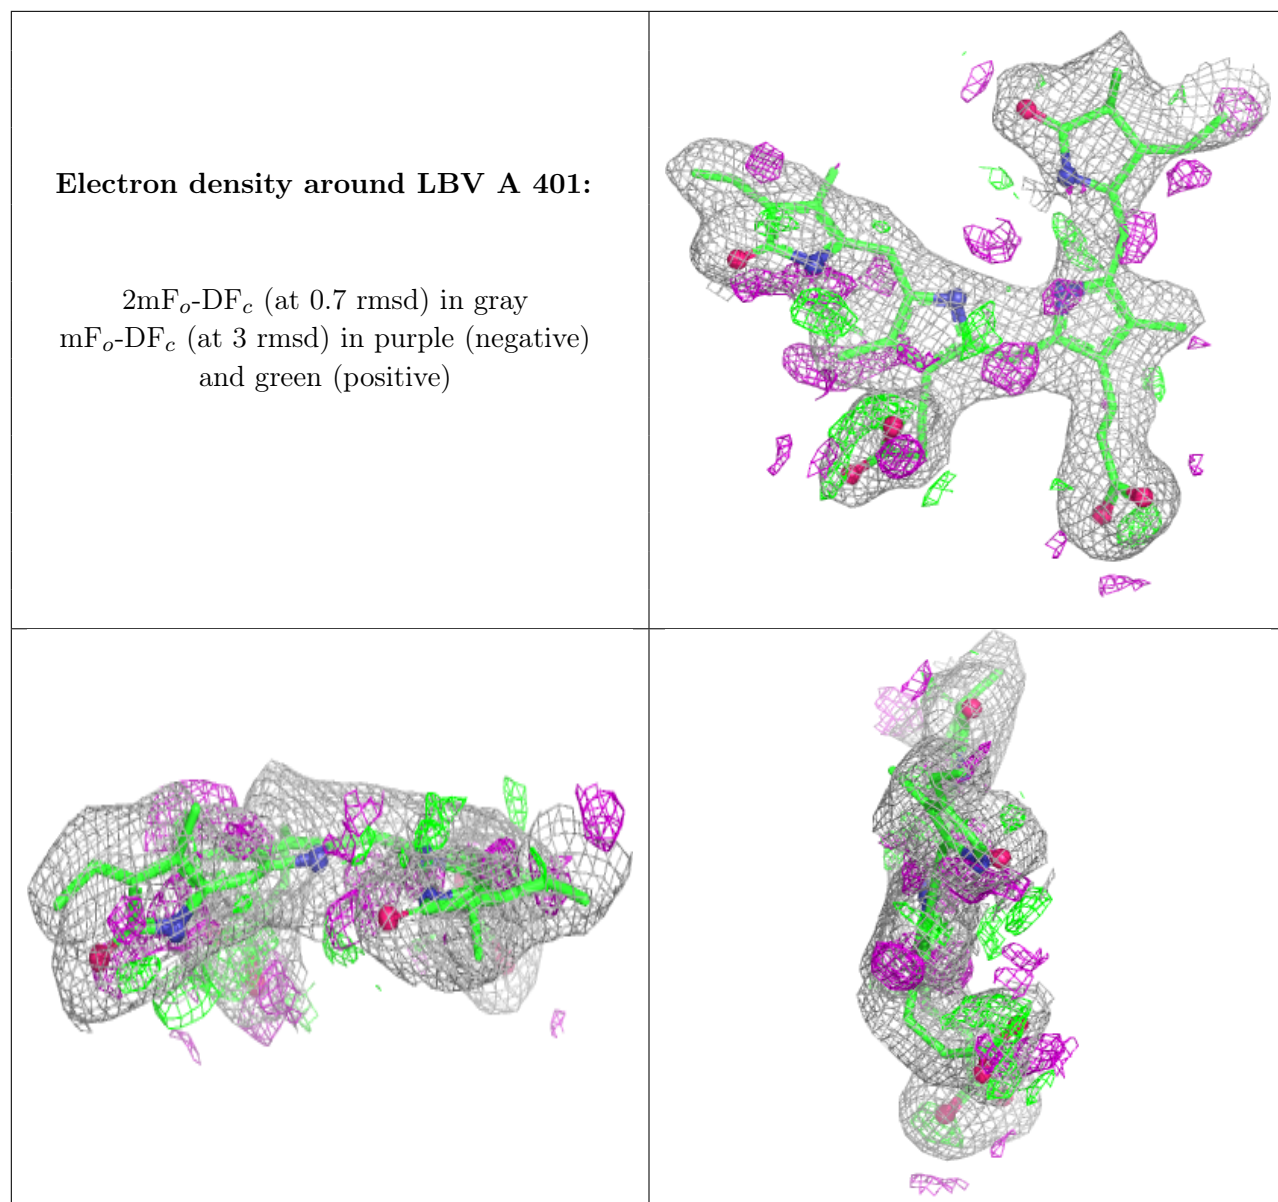 Electron density around LBV A 401:
2mFₒ-DF𝒸 (at 0.7 rmsd) in gray
mFₒ-DF𝒸 (at 3 rmsd) in purple (negative)
and green (positive)